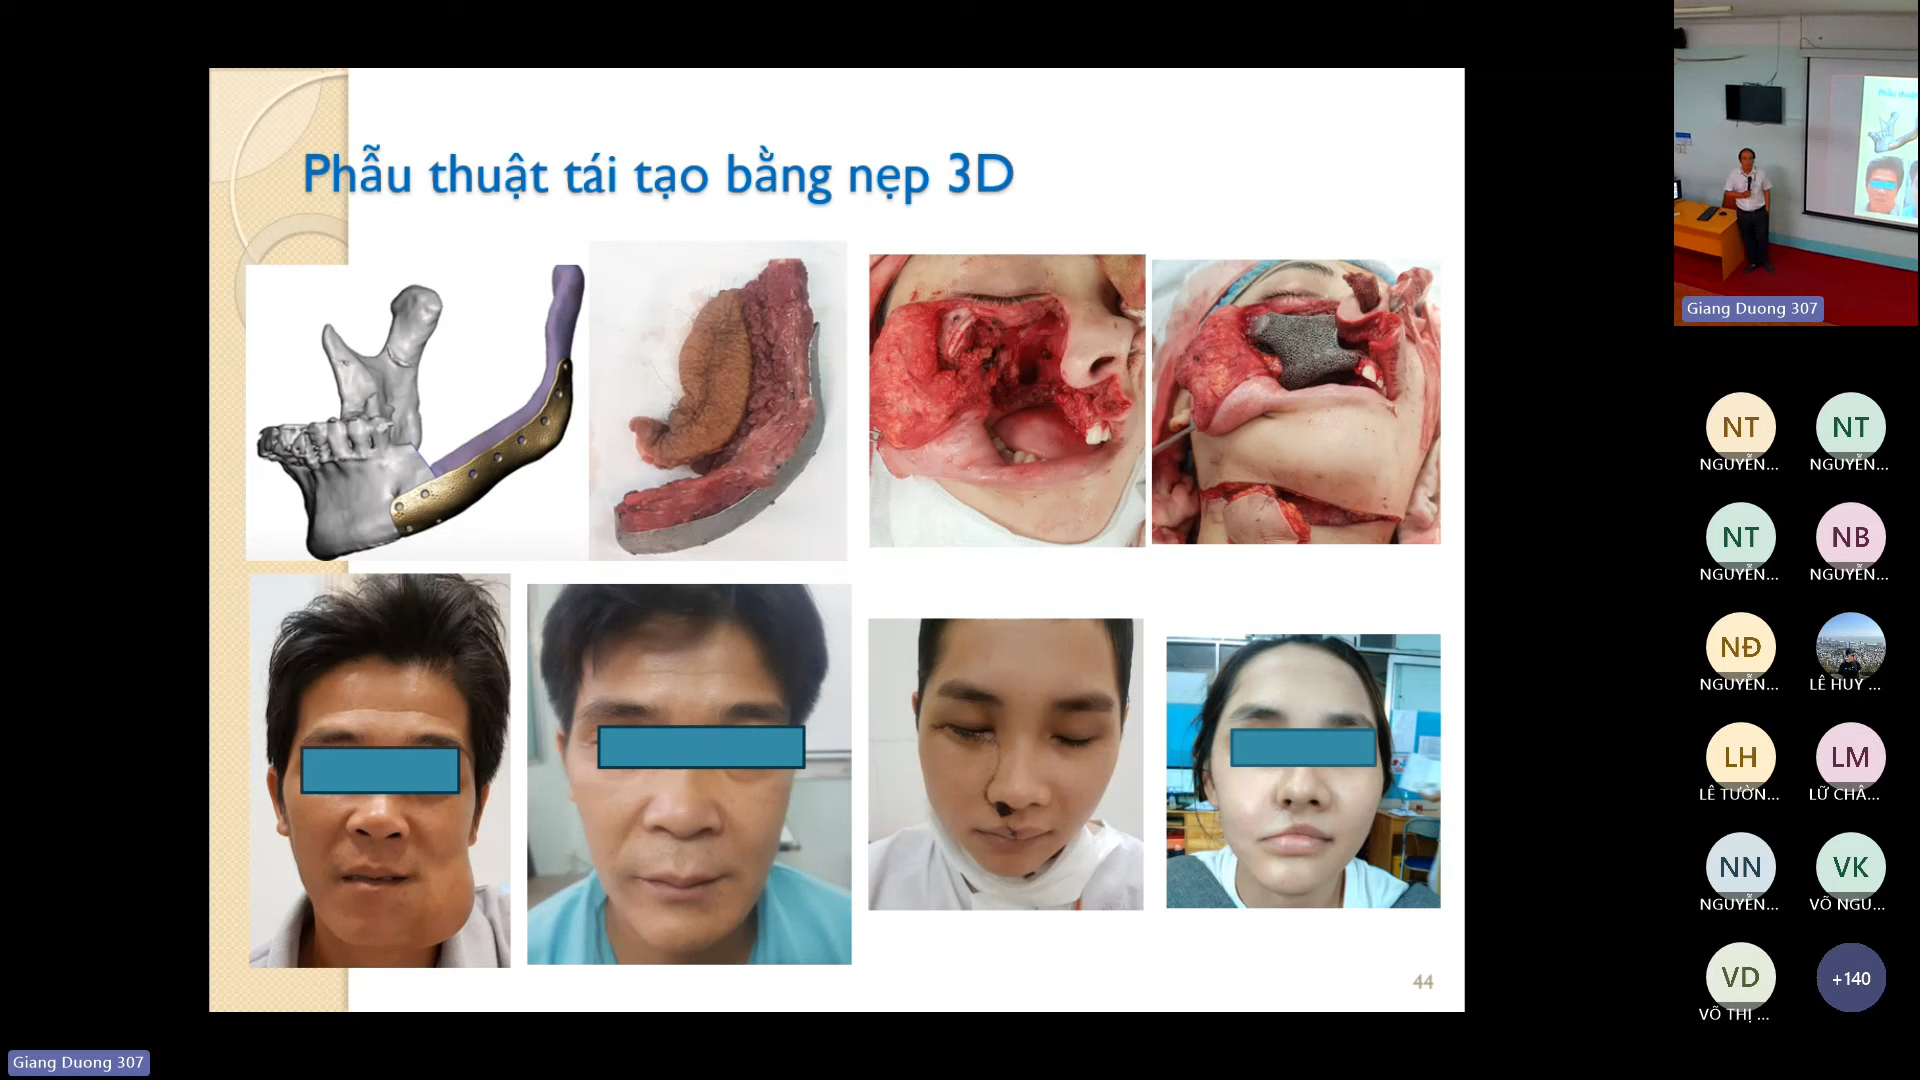 Phẫu thuật tái tạo bằng nẹp 3D
44
Giang Duong 307
NT
NGUYỄN...
NT
NGUYỄN...
NT
NGUYỄN...
NB
NGUYỄN...
NĐ
NGUYỄN...
LÊ HUY ...
LH
LÊ TƯỜN...
LM
LỮ CHÂ...
NN
NGUYỄN...
VK
VÕ NGU...
VD
VÕ THỊ ...
+140
Giang Duong 307